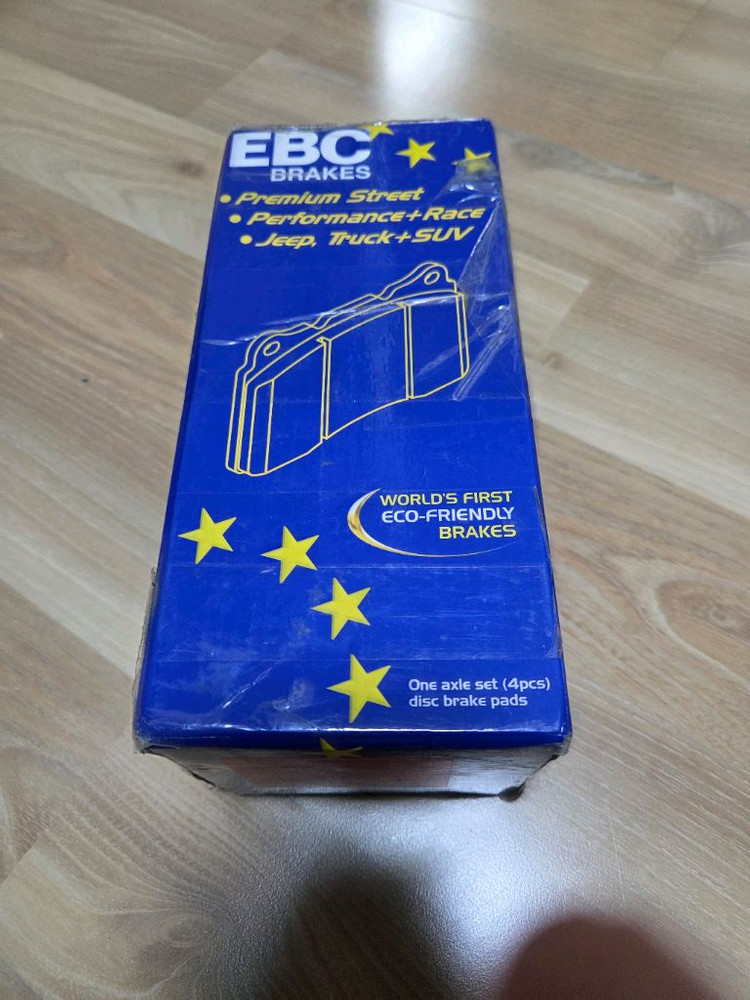 EBC
BRAKES
• Premium Street
• Performance+Race
• Jeep, Truck+SUV
WORLD'S FIRST
ECO-FRIENDLY
BRAKES
One axle set (4pcs)
disc brake pads